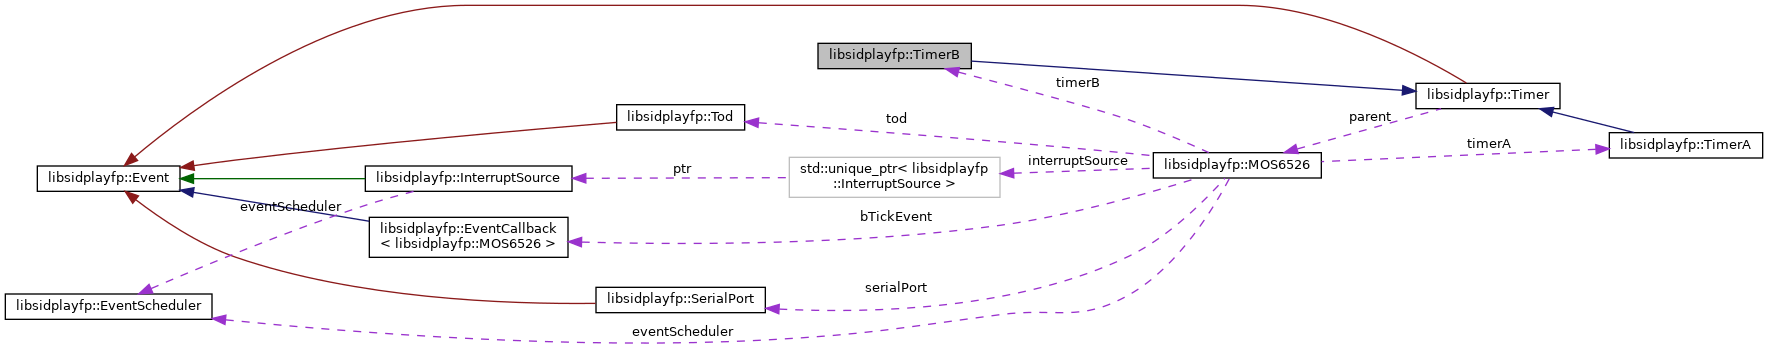 libsidplayfp::TimerB
timerB
libsidplayfp::Timer
libsidplayfp::Tod
tod
parent
timerA
libsidplayfp::TimerA
libsidplayfp::Event
libsidplayfp::InterruptSource
ptr
std::unique_ptr< libsidplayfp
::InterruptSource >
interruptSource
libsidplayfp::MOS6526
eventScheduler
libsidplayfp::EventCallback
< libsidplayfp::MOS6526 >
bTickEvent
libsidplayfp::EventScheduler
libsidplayfp::SerialPort
serialPort
eventScheduler